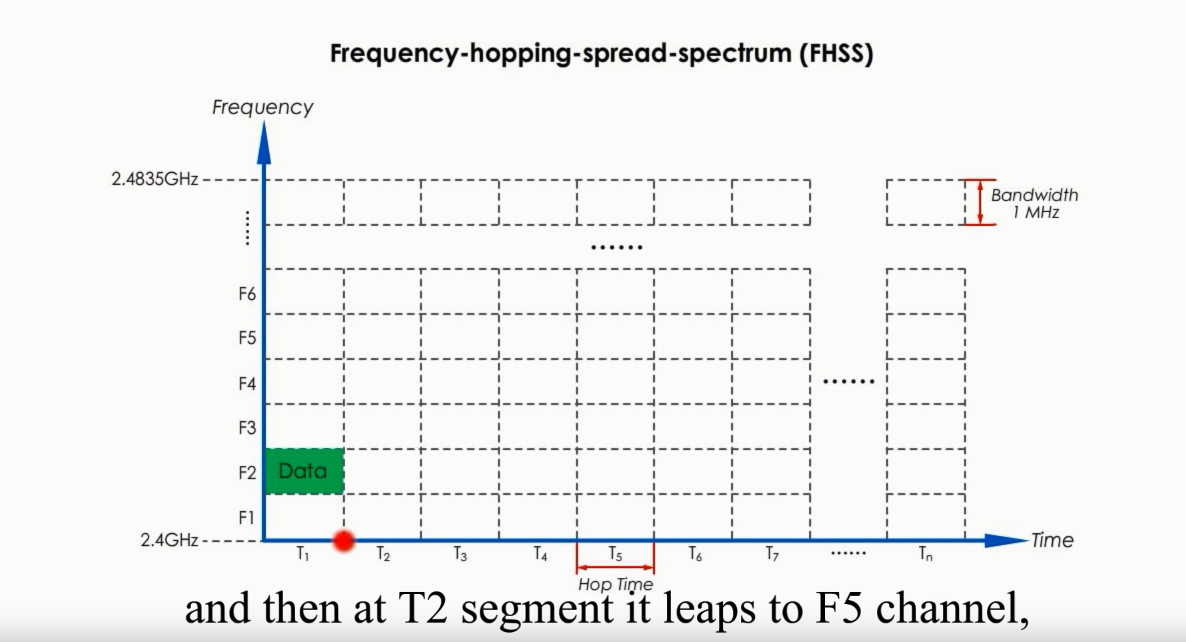 Frequency-hopping-spread-spectrum (FHSS)
Frequency
2.4835GHz
......
Bandwidth
1 MHz
......
F6
F5
F4
......
F3
F2
Data
F1
2.4GHz
T₁ T₂ T₃ T₄ T₅ T₆ T₇ ...... Tₙ
Time
Hop Time
and then at T2 segment it leaps to F5 channel,